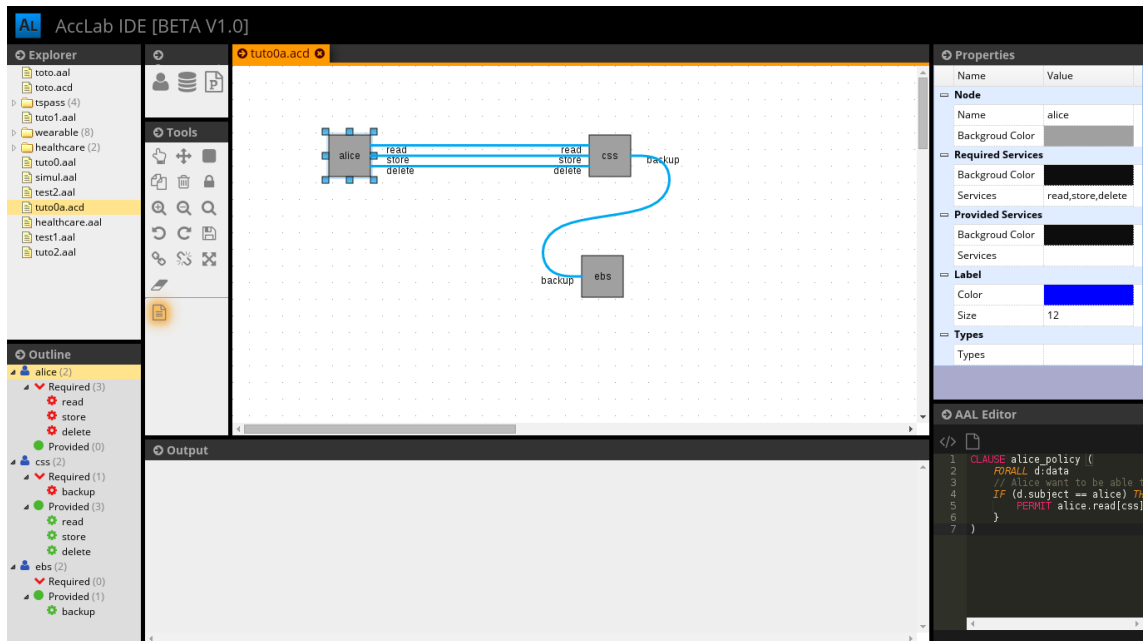 AL AccLab IDE [BETA V1.0]
Explorer
toto.aal
toto.acd
tspass (4)
tuto1.aal
wearable (8)
healthcare (2)
tuto0.aal
simul.aal
test2.aal
tuto0a.acd
healthcare.aal
test1.aal
tuto2.aal
Outline
alice (2)
Required (3)
read
store
delete
Provided (0)
css (2)
Required (1)
backup
Provided (3)
read
store
delete
ebs (2)
Required (0)
Provided (1)
backup
P
Tools
tuto0a.acd
alice
read
store
delete
read
store
delete
css
backup
backup
ebs
Output
Properties
Name Value
Node
Name alice
Backgroud Color
Required Services
Backgroud Color
Services read,store,delete
Provided Services
Backgroud Color
Services
Label
Color
Size 12
Types
Types
AAL Editor
1 CLAUSE alice_policy (
2 FORALL d:data
3 // Alice want to be able
4 IF (d.subject == alice) TH
5 PERMIT alice.read[css]
6 }
7 )